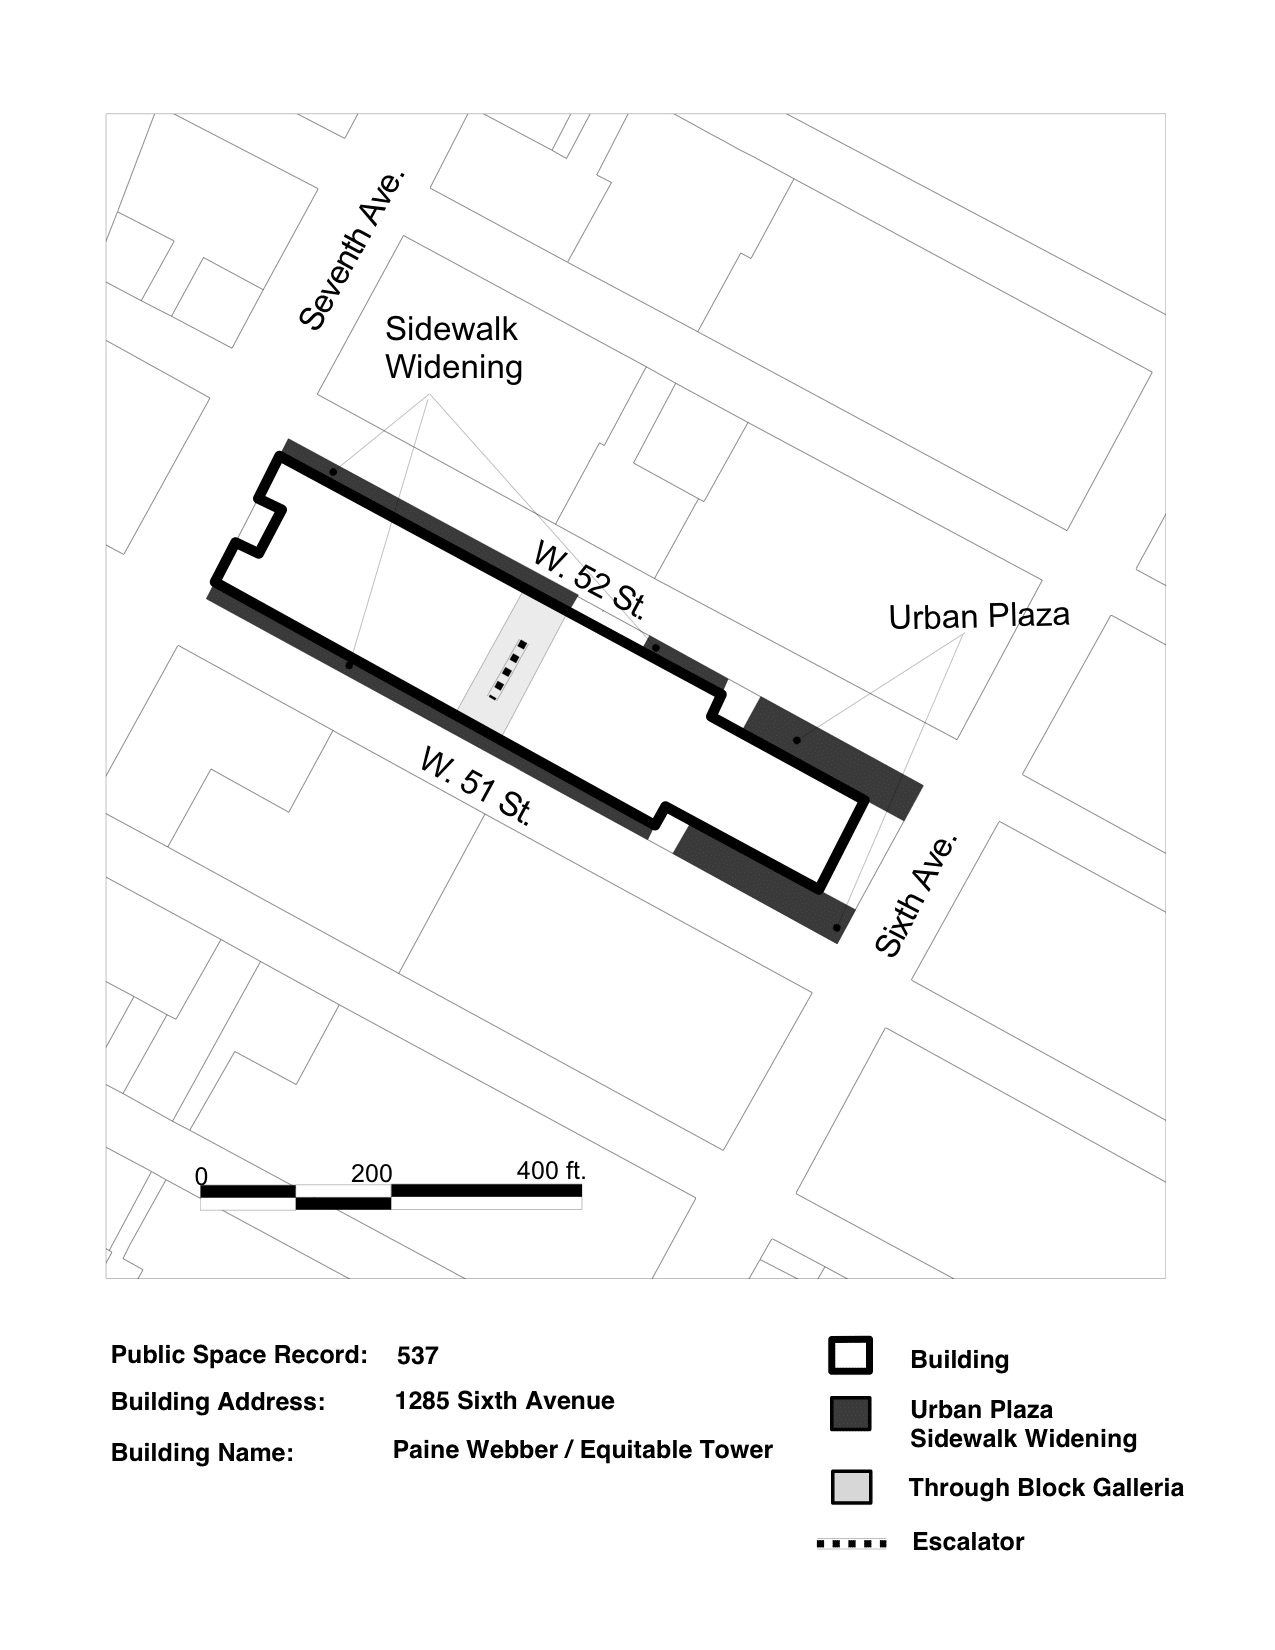 Seventh Ave.
Sidewalk
Widening
W. 52 St.
Urban Plaza
W. 51 St.
Sixth Ave.
0 200 400 ft.
Public Space Record: 537
Building Address: 1285 Sixth Avenue
Building Name: Paine Webber / Equitable Tower
Building
Urban Plaza
Sidewalk Widening
Through Block Galleria
Escalator